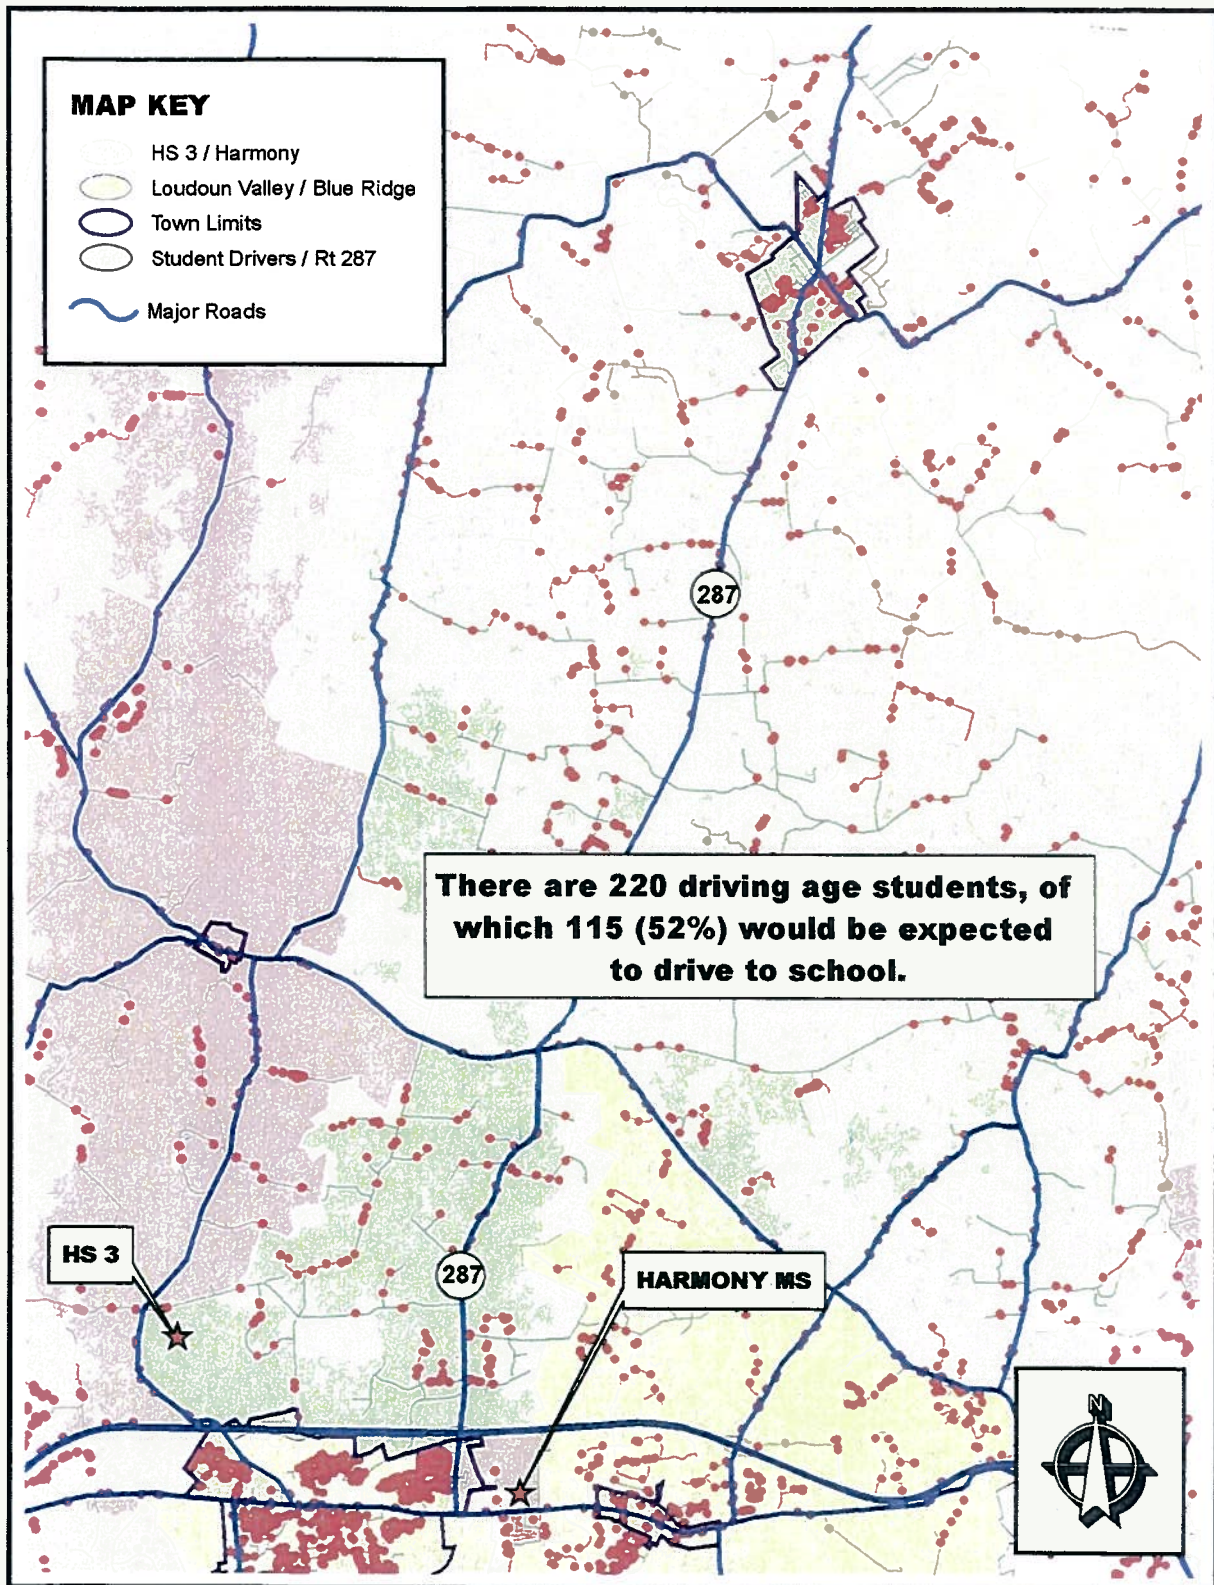 MAP KEY
HS 3 / Harmony
Loudoun Valley / Blue Ridge
Town Limits
Student Drivers / Rt 287
Major Roads
287
There are 220 driving age students, of
which 115 (52%) would be expected
to drive to school.
HS 3
287
HARMONY MS
N